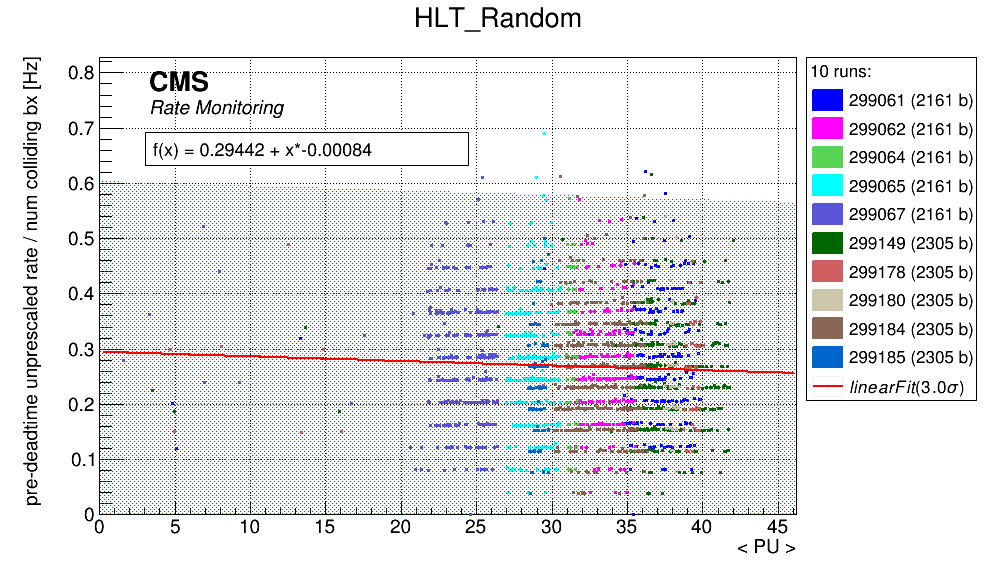 HLT_Random
pre-deadtime unprescaled rate / num colliding bx [Hz]
0.8
0.7
0.6
0.5
0.4
0.3
0.2
0.1
0
CMS
Rate Monitoring
f(x) = 0.29442 + x*-0.00084
0 5 10 15 20 25 30 35 40 45
< PU >
10 runs:
299061 (2161 b)
299062 (2161 b)
299064 (2161 b)
299065 (2161 b)
299067 (2161 b)
299149 (2305 b)
299178 (2305 b)
299180 (2305 b)
299184 (2305 b)
299185 (2305 b)
linearFit(3.0σ)